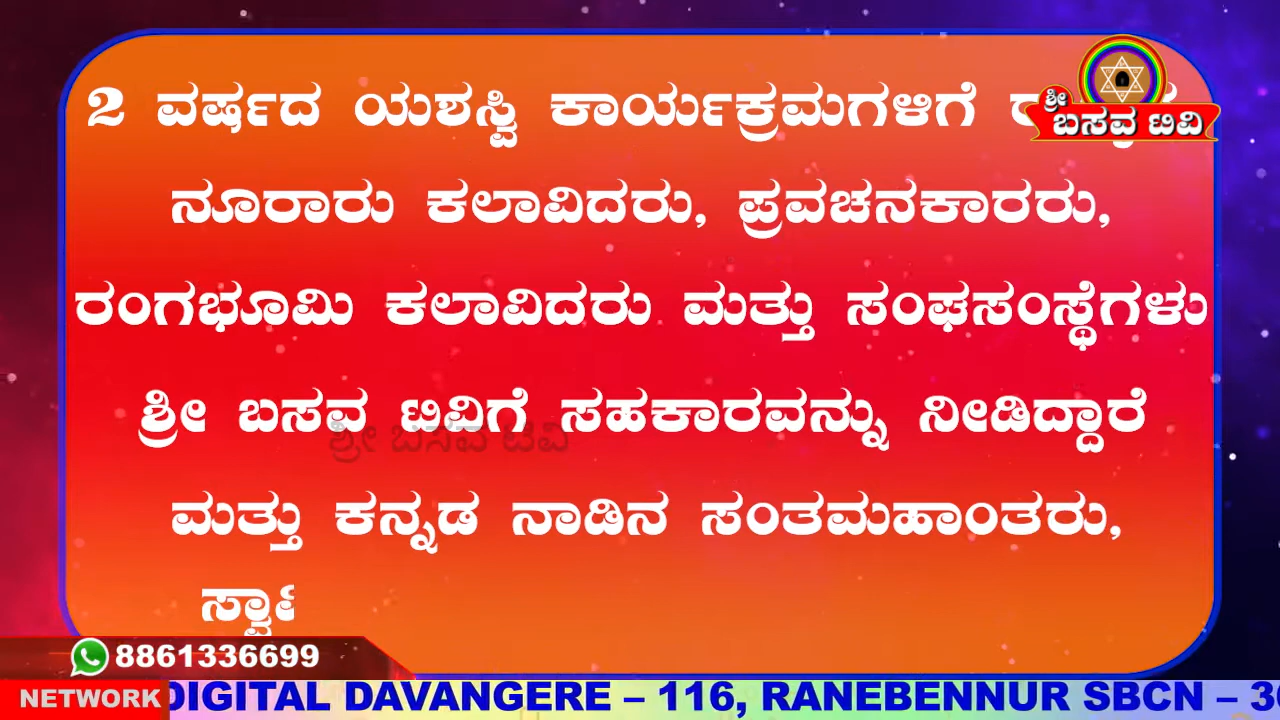 2 ವರ್ಷದ ಯಶಸ್ವಿ ಕಾರ್ಯಕ್ರಮಗಳಿಗೆ
ಶ್ರೀ
ಬಸವ ಟಿವಿ
ನೂರಾರು ಕಲಾವಿದರು, ಪ್ರವಚನಕಾರರು,
ರಂಗಭೂಮಿ ಕಲಾವಿದರು ಮತ್ತು ಸಂಘಸಂಸ್ಥೆಗಳು
ಶ್ರೀ ಬಸವ ಟಿವಿಗೆ ಸಹಕಾರವನ್ನು ನೀಡಿದ್ದಾರೆ
ಶ್ರೀ ಬಸವ ಟಿವಿ
ಮತ್ತು ಕನ್ನಡ ನಾಡಿನ ಸಂತಮಹಾಂತರು,
8861336699
NETWORK DIGITAL DAVANGERE – 116, RANEBENNUR SBCN –